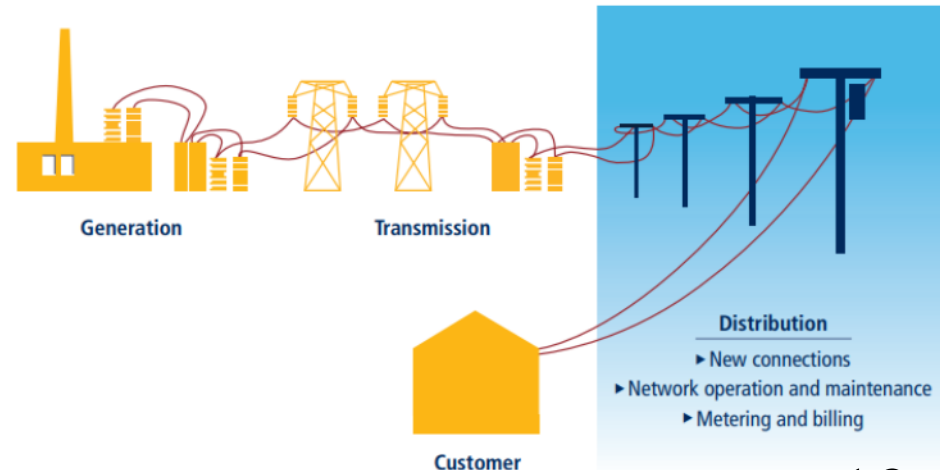 Generation
Transmission
Distribution
▸New connections
▸Network operation and maintenance
▸Metering and billing
Customer